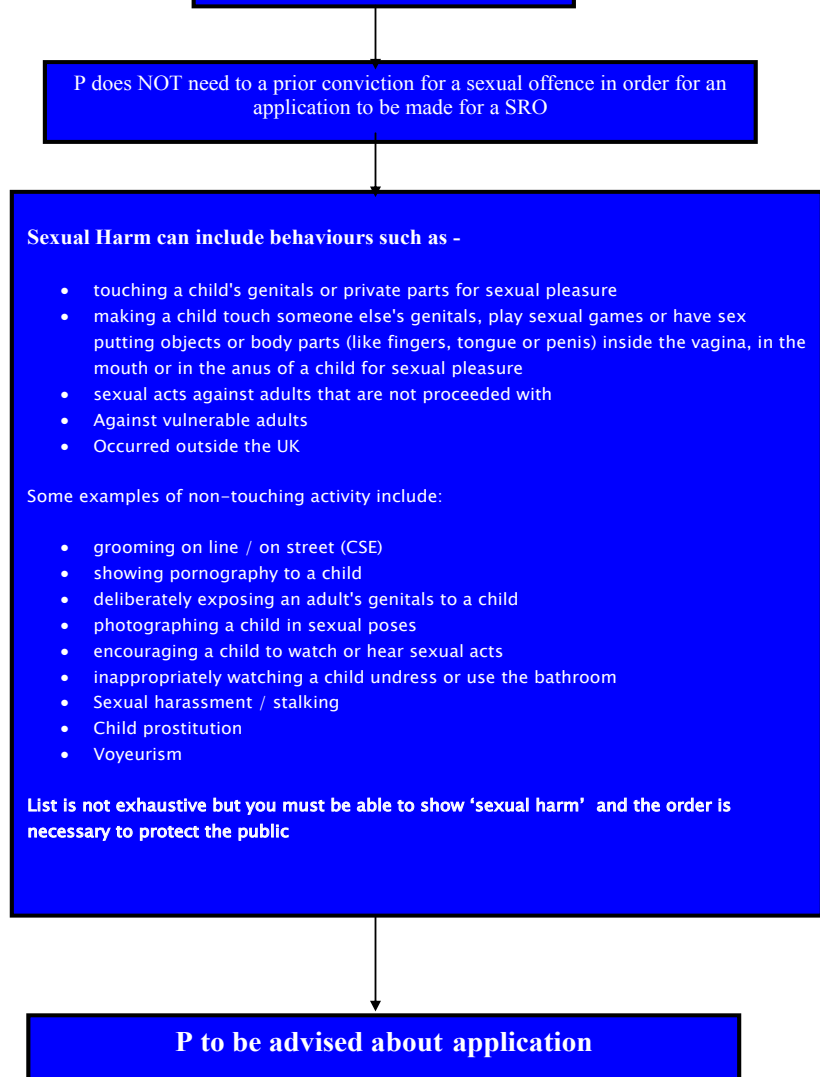 P does NOT need to a prior conviction for a sexual offence in order for an
application to be made for a SRO
Sexual Harm can include behaviours such as -
• touching a child's genitals or private parts for sexual pleasure
• making a child touch someone else's genitals, play sexual games or have sex
putting objects or body parts (like fingers, tongue or penis) inside the vagina, in the
mouth or in the anus of a child for sexual pleasure
• sexual acts against adults that are not proceeded with
• Against vulnerable adults
• Occurred outside the UK
Some examples of non-touching activity include:
• grooming on line / on street (CSE)
• showing pornography to a child
• deliberately exposing an adult's genitals to a child
• photographing a child in sexual poses
• encouraging a child to watch or hear sexual acts
• inappropriately watching a child undress or use the bathroom
• Sexual harassment / stalking
• Child prostitution
• Voyeurism
List is not exhaustive but you must be able to show ‘sexual harm’ and the order is
necessary to protect the public
P to be advised about application